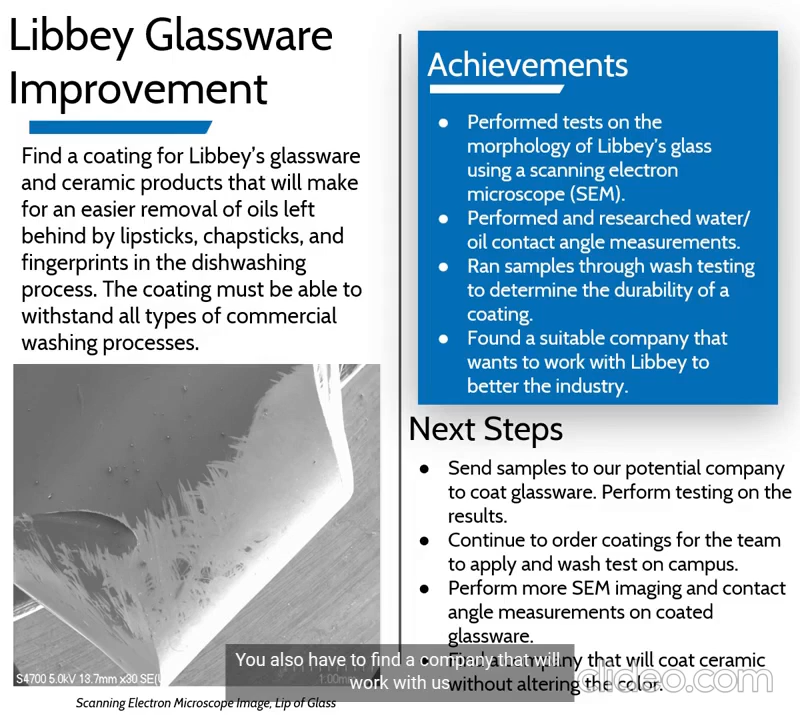 Libbey Glassware
Improvement
Find a coating for Libbey's glassware
and ceramic products that will make
for an easier removal of oils left
behind by lipsticks, chapsticks, and
fingerprints in the dishwashing
process. The coating must be able to
withstand all types of commercial
washing processes.
S4700 5.0kV 13.7mm x30 SE(
1.00mm
Scanning Electron Microscope Image, Lip of Glass
Achievements
● Performed tests on the
morphology of Libbey's glass
using a scanning electron
microscope (SEM).
● Performed and researched water/
oil contact angle measurements.
● Ran samples through wash testing
to determine the durability of a
coating.
● Found a suitable company that
wants to work with Libbey to
better the industry.
Next Steps
● Send samples to our potential company
to coat glassware. Perform testing on the
results.
● Continue to order coatings for the team
to apply and wash test on campus.
● Perform more SEM imaging and contact
angle measurements on coated
glassware.
● Find a company that will coat ceramic
without altering the color.
You also have to find a company that will
work with us
clideo.com